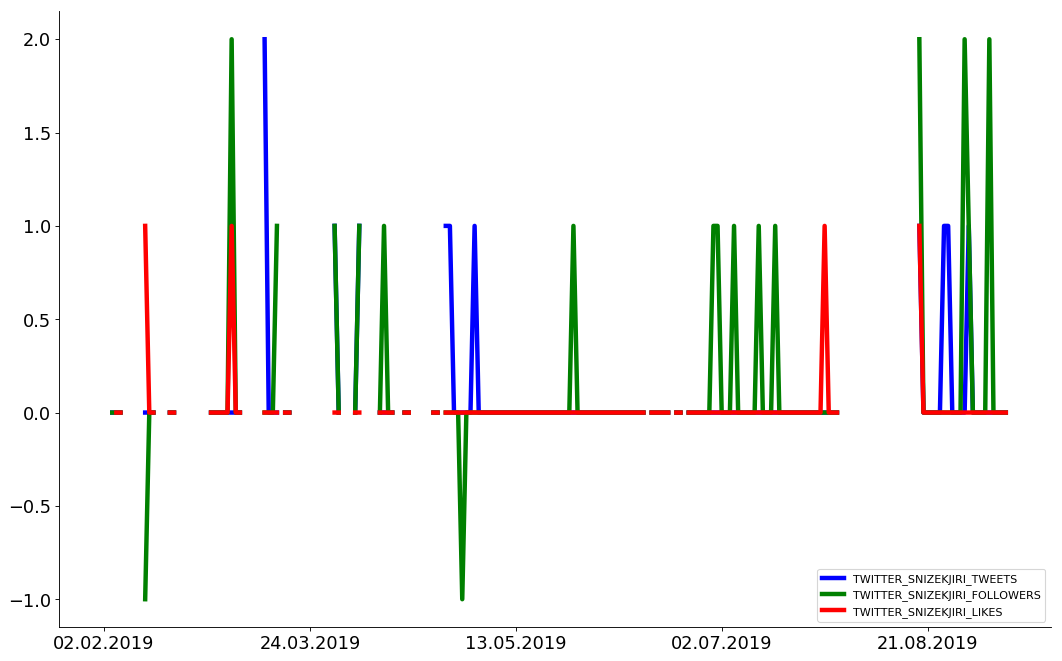 2.0
1.5
1.0
0.5
0.0
−0.5
−1.0
02.02.2019 24.03.2019 13.05.2019 02.07.2019 21.08.2019
TWITTER_SNIZEKJIRI_TWEETS
TWITTER_SNIZEKJIRI_FOLLOWERS
TWITTER_SNIZEKJIRI_LIKES